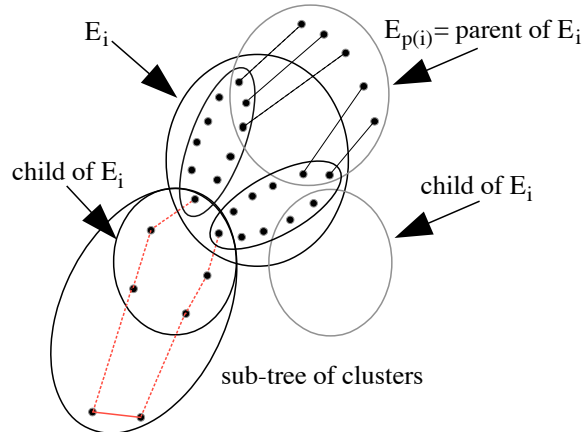 E_i
E_p(i)= parent of E_i
child of E_i
child of E_i
sub-tree of clusters